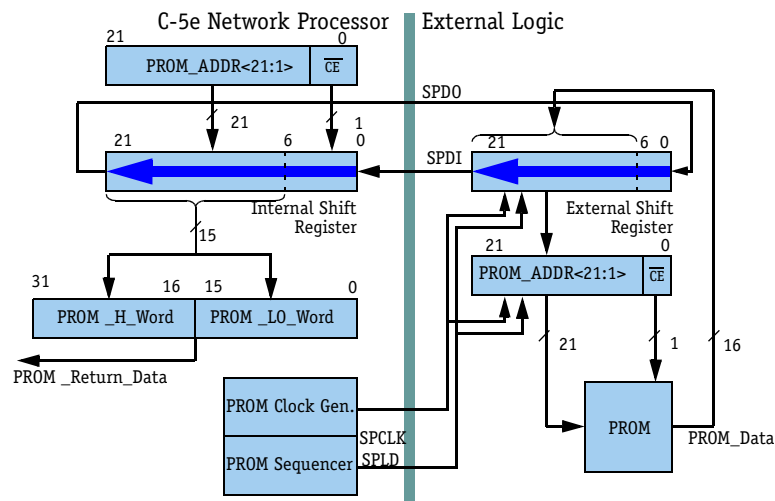 C-5e Network Processor
External Logic
21
0
PROM_ADDR<21:1>
CE
SPDO
21
1
21
6
0
21
6
0
SPDI
Internal Shift
Register
External Shift
Register
15
21
0
PROM_ADDR<21:1>
CE
31
16
15
0
PROM _H_Word
PROM _LO_Word
21
1
16
PROM _Return_Data
PROM Clock Gen.
PROM
PROM_Data
SPCLK
PROM Sequencer
SPLD